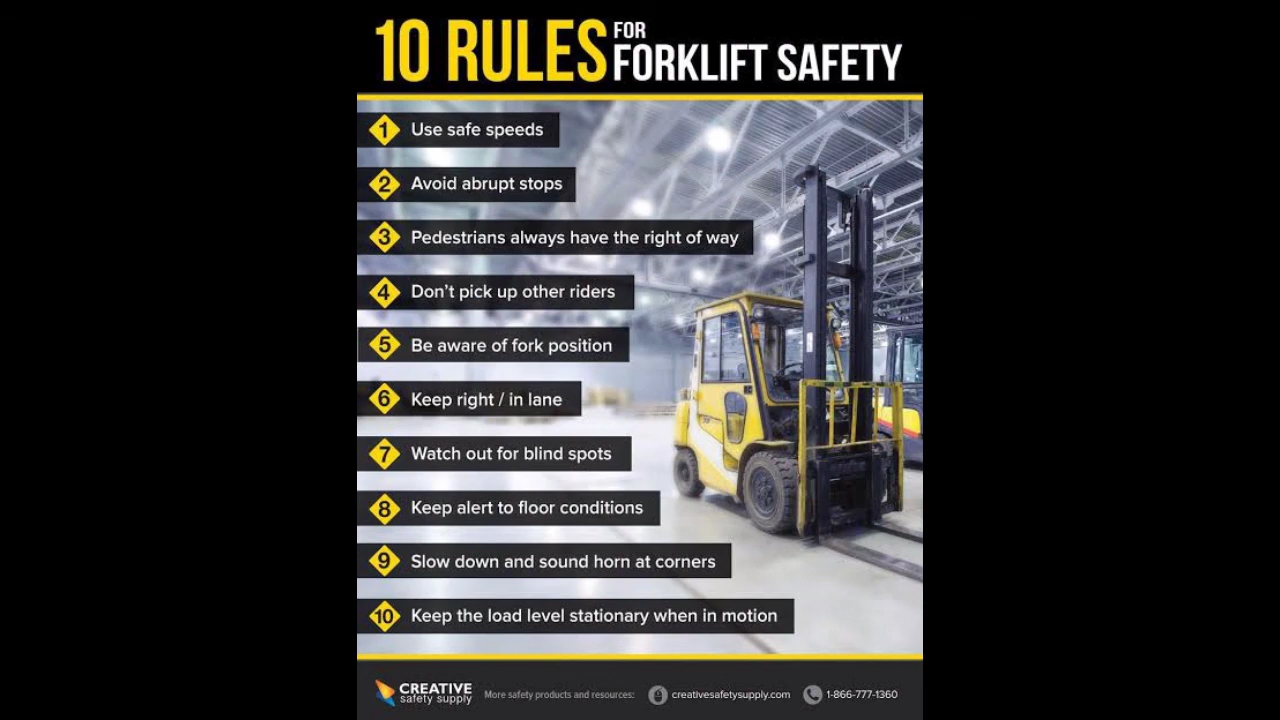 10 RULES FOR FORKLIFT SAFETY
1 Use safe speeds
2 Avoid abrupt stops
3 Pedestrians always have the right of way
4 Don't pick up other riders
5 Be aware of fork position
6 Keep right / in lane
7 Watch out for blind spots
8 Keep alert to floor conditions
9 Slow down and sound horn at corners
10 Keep the load level stationary when in motion
CREATIVE
safety supply
More safety products and resources: creativesafetysupply.com 1-866-777-1360